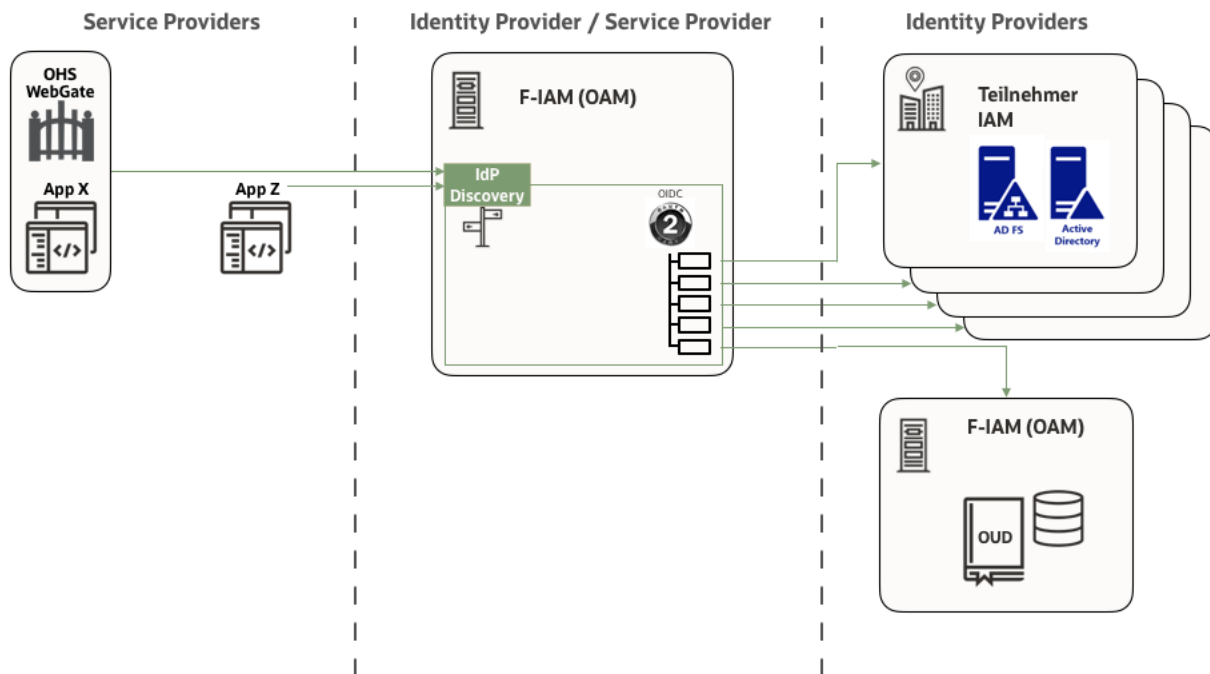 Service Providers
Identity Provider / Service Provider
Identity Providers
OHS
WebGate
App X
App Z
F-IAM (OAM)
IdP
Discovery
OIDC
2
Teilnehmer
IAM
AD FS
Active
Directory
F-IAM (OAM)
OUD